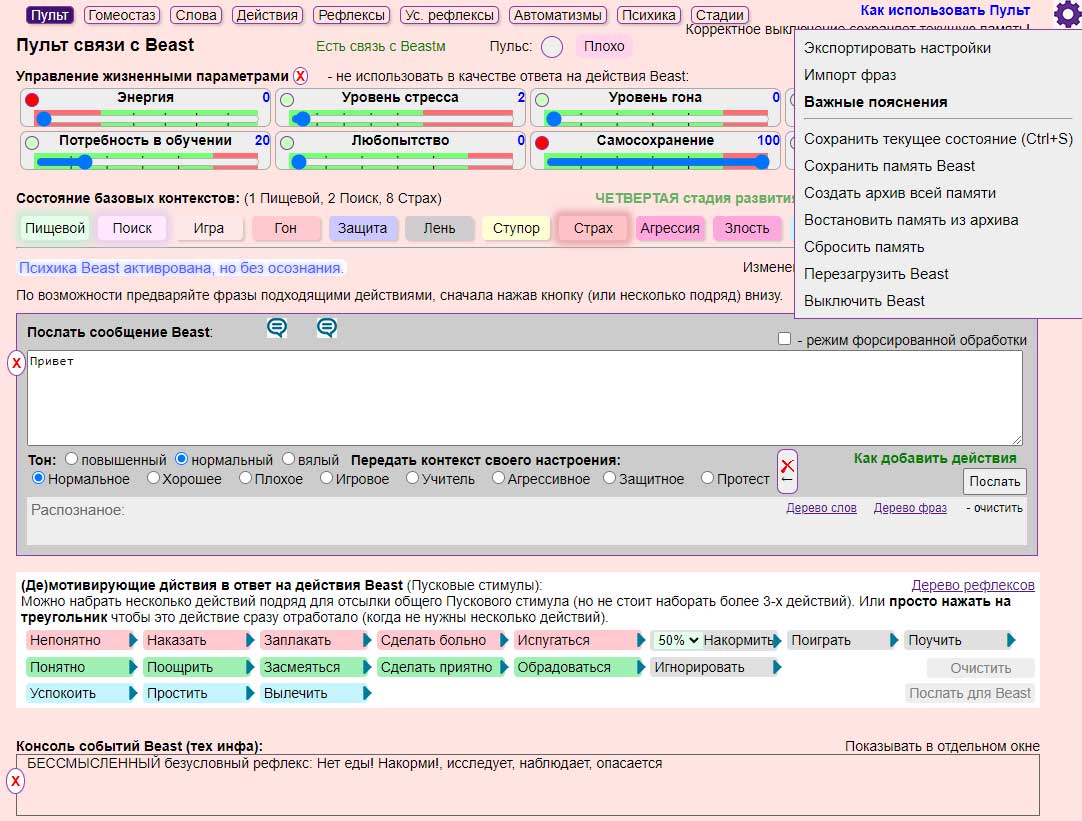 Пульт Гомеостаз Слова Действия Рефлексы Ус. рефлексы Автоматизмы Психика Стадии
Как использовать Пульт
Корректное выключение сохраняет текущую память!
Пульт связи с Beast Есть связь с Beastм Пульс: Плохо
Управление жизненными параметрами X - не использовать в качестве ответа на действия Beast:
Энергия 0 Уровень стресса 2 Уровень гона 0
Потребность в обучении 20 Любопытство 0 Самосохранение 100
Состояние базовых контекстов: (1 Пищевой, 2 Поиск, 8 Страх) ЧЕТВЕРТАЯ стадия развити
Пищевой Поиск Игра Гон Защита Лень Ступор Страх Агрессия Злость
Психика Beast активрована, но без осознания. Изменен
По возможности предваряйте фразы подходящими действиями, сначала нажав кнопку (или несколько подряд) внизу.
Экспортировать настройки
Импорт фраз
Важные пояснения
Сохранить текущее состояние (Ctrl+S)
Сохранить память Beast
Создать архив всей памяти
Востановить память из архива
Сбросить память
Перезагрузить Beast
Выключить Beast
Послать сообщение Beast:
- режим форсированной обработки
X
Привет
Тон: повышенный нормальный вялый Передать контекст своего настроения: Как добавить действия
Нормальное Хорошее Плохое Игровое Учитель Агрессивное Защитное Протест X ← Послать
Распознаное: Дерево слов Дерево фраз - очистить
(Де)мотивирующие дйствия в ответ на действия Beast (Пусковые стимулы): Дерево рефлексов
Можно набрать несколько действий подряд для отсылки общего Пускового стимула (но не стоит наборать более 3-х действий). Или просто нажать на
треугольник чтобы это действие сразу отработало (когда не нужны несколько действий).
Непонятно Наказать Заплакать Сделать больно Испугаться 50% Накормить Поиграть Поучить
Понятно Поощрить Засмеяться Сделать приятно Обрадоваться Игнорировать Очистить
Успокоить Простить Вылечить Послать для Beast
Консоль событий Beast (тех инфа): Показывать в отдельном окне
БЕССМЫСЛЕННЫЙ безусловный рефлекс: Нет еды! Накорми!, исследует, наблюдает, опасается
X